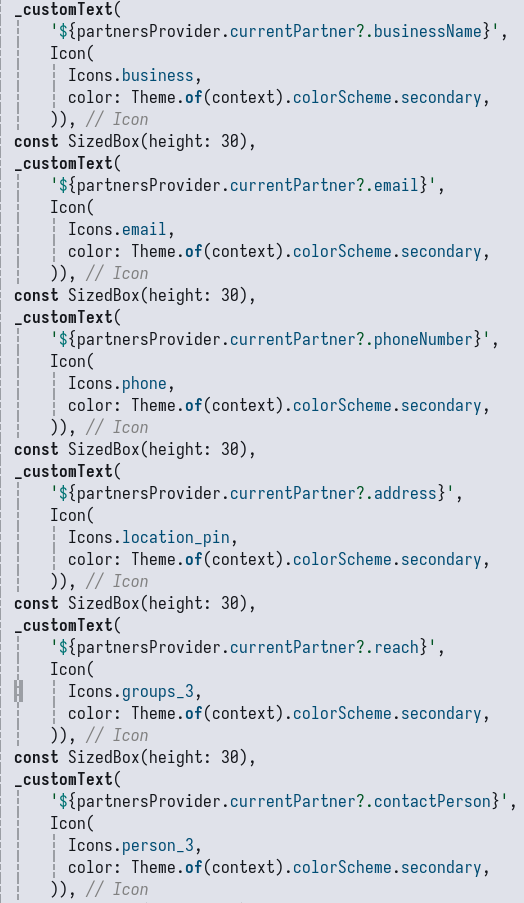 _customText(
'${partnersProvider.currentPartner?.businessName}',
Icon(
Icons.business,
color: Theme.of(context).colorScheme.secondary,
)), // Icon
const SizedBox(height: 30),
_customText(
'${partnersProvider.currentPartner?.email}',
Icon(
Icons.email,
color: Theme.of(context).colorScheme.secondary,
)), // Icon
const SizedBox(height: 30),
_customText(
'${partnersProvider.currentPartner?.phoneNumber}',
Icon(
Icons.phone,
color: Theme.of(context).colorScheme.secondary,
)), // Icon
const SizedBox(height: 30),
_customText(
'${partnersProvider.currentPartner?.address}',
Icon(
Icons.location_pin,
color: Theme.of(context).colorScheme.secondary,
)), // Icon
const SizedBox(height: 30),
_customText(
'${partnersProvider.currentPartner?.reach}',
Icon(
Icons.groups_3,
color: Theme.of(context).colorScheme.secondary,
)), // Icon
const SizedBox(height: 30),
_customText(
'${partnersProvider.currentPartner?.contactPerson}',
Icon(
Icons.person_3,
color: Theme.of(context).colorScheme.secondary,
)), // Icon